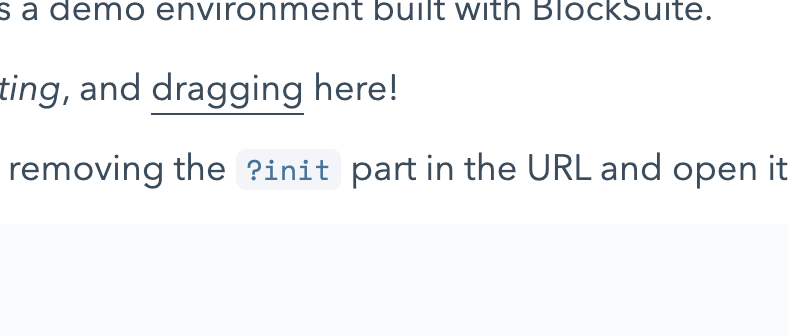 s a demo environment built with BlockSuite.
ting, and dragging here!
removing the ?init part in the URL and open it